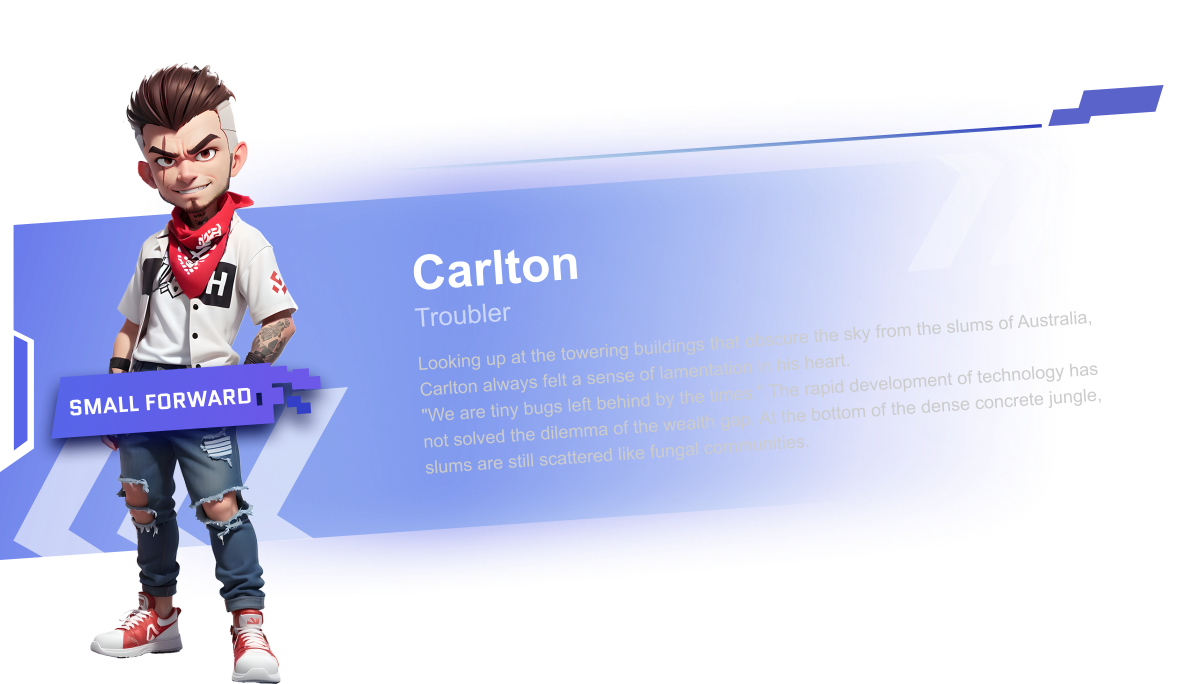 Carlton
Troubler
Looking up at the towering buildings that obscure the sky from the slums of Australia,
Carlton always felt a sense of lamentation in his heart.
"We are tiny bugs left behind by the times." The rapid development of technology has
not solved the dilemma of the wealth gap. At the bottom of the dense concrete jungle,
slums are still scattered like fungal communities.
SMALL FORWARD